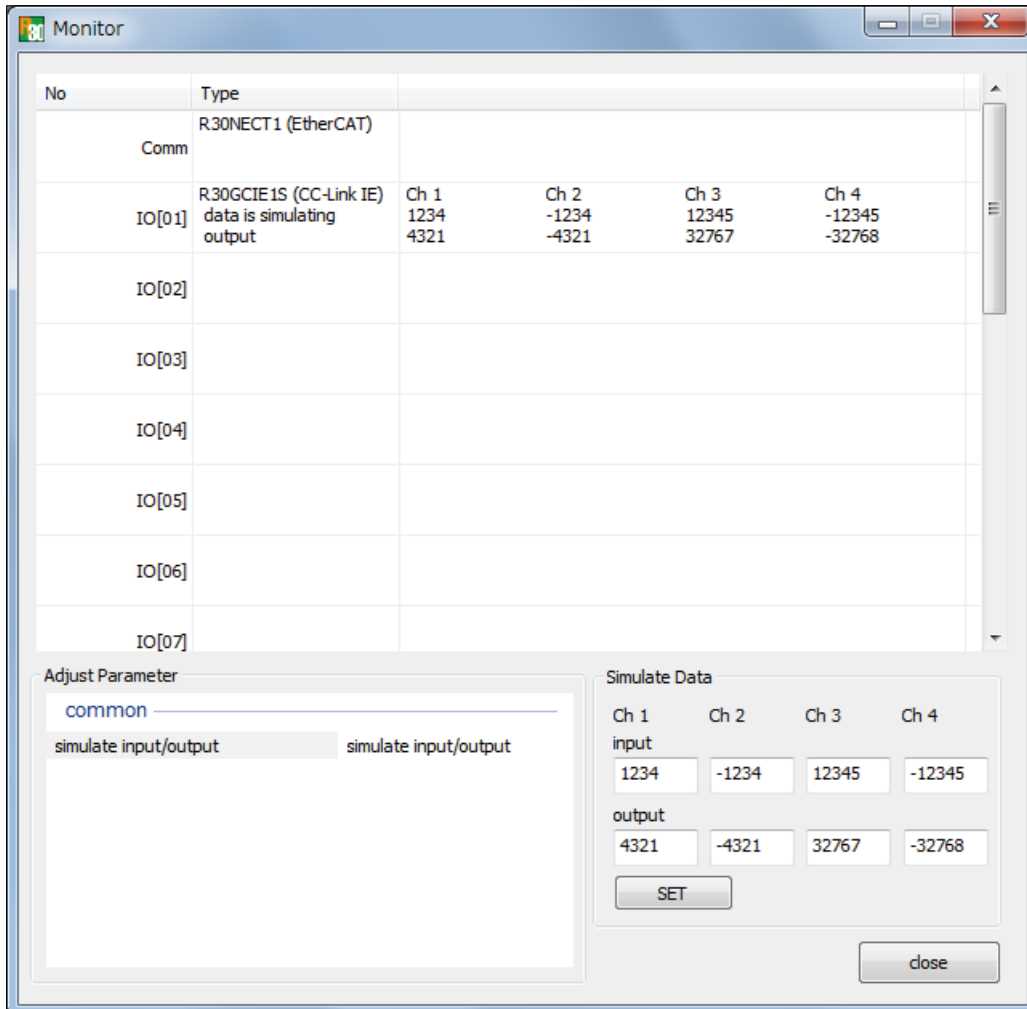 Monitor
No Type
Comm R30NECT1 (EtherCAT)
IO[01] R30GCIE1S (CC-Link IE) Ch 1 Ch 2 Ch 3 Ch 4
data is simulating 1234 -1234 12345 -12345
output 4321 -4321 32767 -32768
IO[02]
IO[03]
IO[04]
IO[05]
IO[06]
IO[07]
Adjust Parameter
common
simulate input/output simulate input/output
Simulate Data
Ch 1 Ch 2 Ch 3 Ch 4
input
1234 -1234 12345 -12345
output
4321 -4321 32767 -32768
SET
close